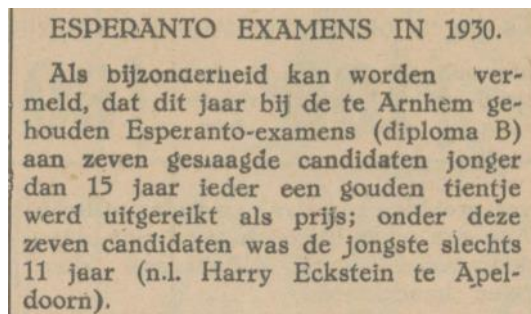 ESPERANTO EXAMENS IN 1930.
Als bijzonderheid kan worden ver-
meld, dat dit jaar bij de te Arnhem ge-
houden Esperanto-examens (diploma B)
aan zeven geslaagde candidaten jonger
dan 15 jaar ieder een gouden tientje
werd uitgereikt als prijs; onder deze
zeven candidaten was de jongste slechts
11 jaar (n.l. Harry Eckstein te Apel-
doorn).